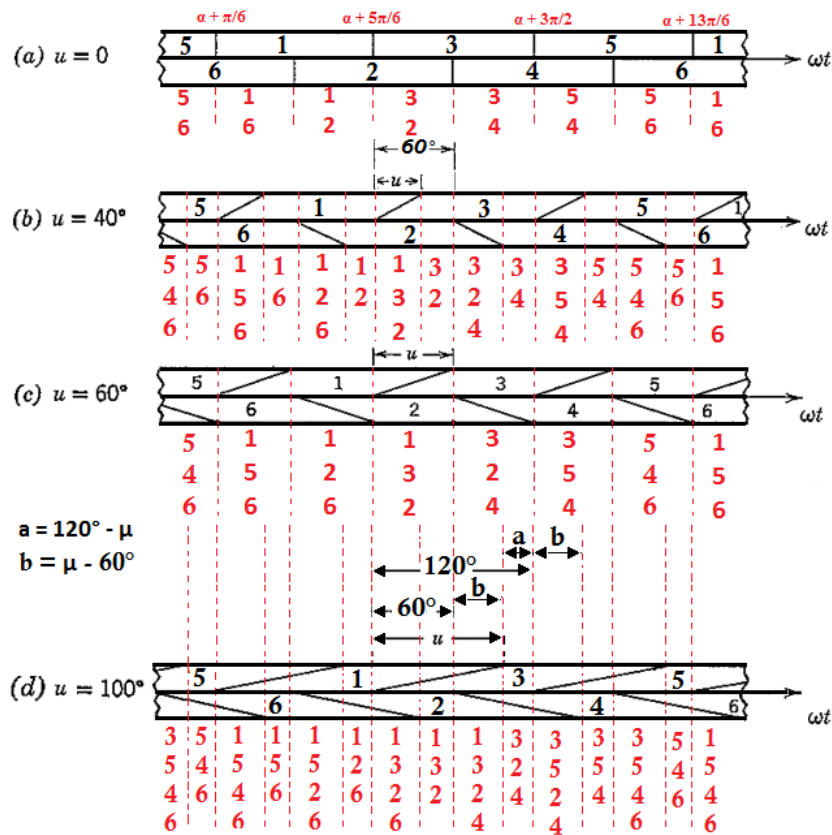 α + π/6 α + 5π/6 α + 3π/2 α + 13π/6
5 1 3 5 1
(a) u = 0
ωt
6 2 4 6
5 1 1 3 3 5 5 1
6 6 2 2 4 4 6 6
60°
u
5 1 3 5 1
(b) u = 40°
ωt
6 2 4 6
5 5 1 1 1 1 1 3 3 3 3 5 5 5 1
4 6 5 6 2 2 3 2 2 4 5 4 4 6 5
6 6 6 2 4 4 6 6
u
5 1 3 5
(c) u = 60°
ωt
6 2 4 6
5 1 1 1 3 3 5 1
4 5 2 3 2 5 4 5
6 6 6 2 4 4 6 6
a = 120° - μ
b = μ - 60°
a b
120°
b
60°
u
5 1 3 5
(d) u = 100°
ωt
6 2 4 6
3 5 1 1 1 1 1 1 1 3 3 3 3 5 1
5 4 5 5 5 2 3 3 3 2 5 5 5 4 5
4 6 4 6 2 6 2 2 2 4 2 4 4 6 4
6 6 6 6 4 4 6 6